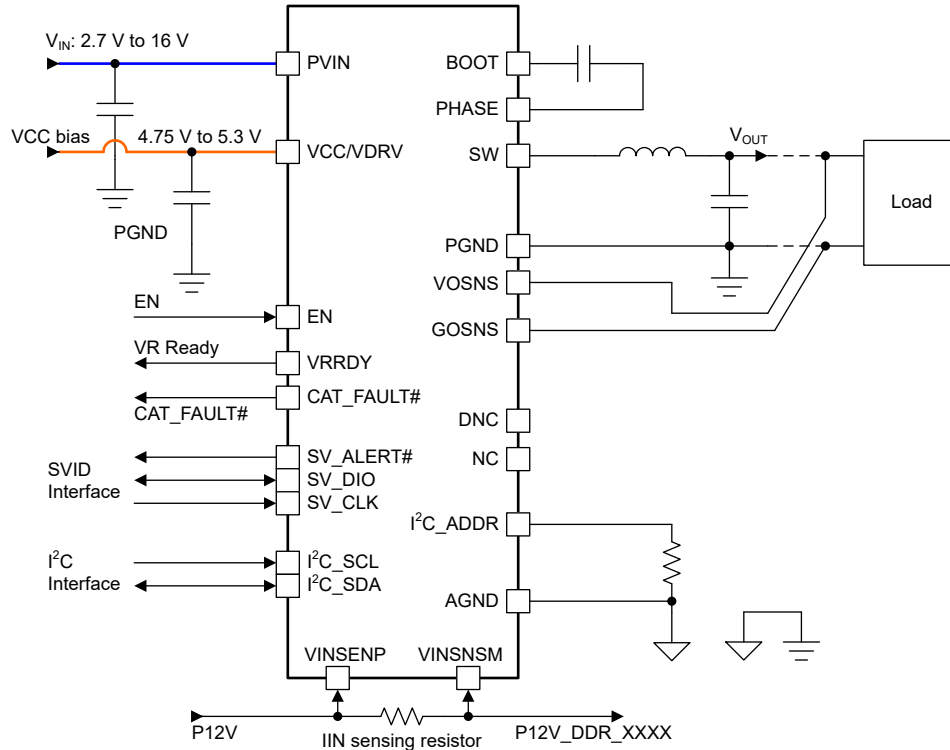 V_IN: 2.7 V to 16 V
PVIN
BOOT
PHASE
VCC bias
4.75 V to 5.3 V
VCC/VDRV
SW
V_OUT
Load
PGND
PGND
VOSNS
GOSNS
EN
EN
VR Ready
VRRDY
CAT_FAULT#
CAT_FAULT#
DNC
NC
SVID
Interface
SV_ALERT#
SV_DIO
SV_CLK
I²C_ADDR
I²C
Interface
I²C_SCL
I²C_SDA
AGND
VINSENP
VINSNSM
P12V
IIN sensing resistor
P12V_DDR_XXXX